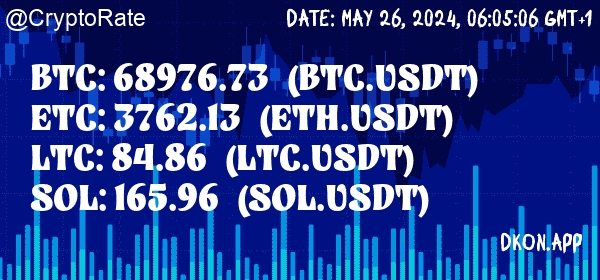 @CryptoRate
DATE: MAY 26, 2024, 06:05:06 GMT+1
BTC: 68976.73 (BTC.USDT)
ETC: 3762.13 (ETH.USDT)
LTC: 84.86 (LTC.USDT)
SOL: 165.96 (SOL.USDT)
DKON.APP